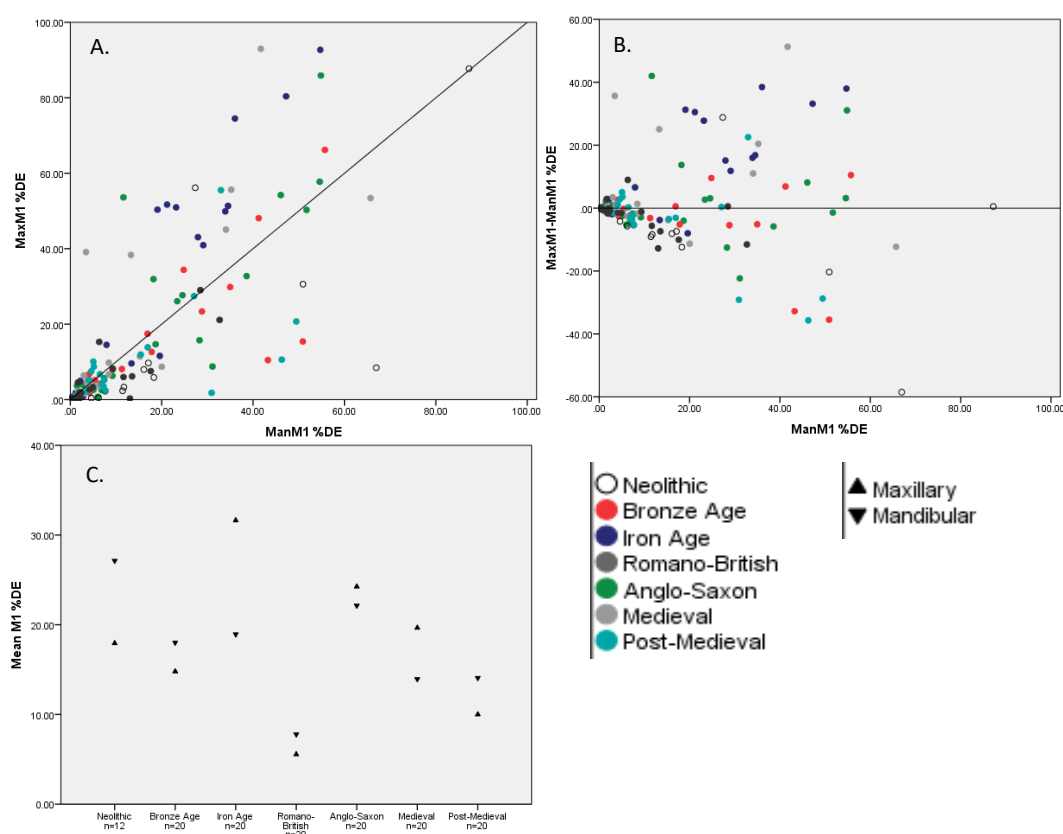 A.
100.00
80.00
60.00
40.00
20.00
.00
MaxM1 %DE
.00 20.00 40.00 60.00 80.00 100.00
ManM1 %DE
B.
60.00
40.00
20.00
.00
-20.00
-40.00
-60.00
MaxM1-ManM1 %DE
.00 20.00 40.00 60.00 80.00 100.00
ManM1 %DE
C.
40.00
30.00
20.00
10.00
0.00
Mean M1 %DE
Neolithic Bronze Age Iron Age Romano- Anglo-Saxon Medieval Post-Medieval
n=12 n=20 n=20 British n=20 n=20 n=20
Neolithic
Bronze Age
Iron Age
Romano-British
Anglo-Saxon
Medieval
Post-Medieval
Maxillary
Mandibular